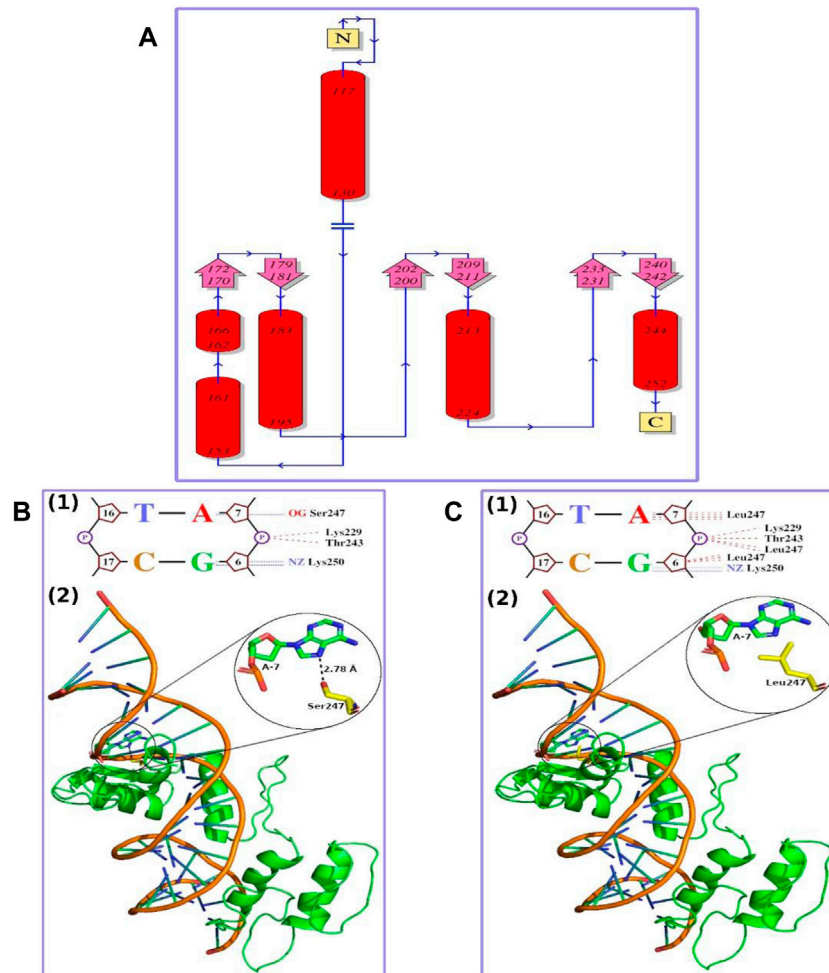 A
N
117
130
172
170
179
181
202
200
209
211
233
231
240
242
166
162
183
213
244
161
153
195
224
252
C
B
(1)
16
T
A
7
OG Ser247
P
P
Lys229
Thr243
17
C
G
6
NZ Lys250
(2)
A-7
2.78 Å
Ser247
C
(1)
16
T
A
7
Leu247
P
P
Lys229
Thr243
Leu247
Leu247
17
C
G
6
NZ Lys250
(2)
A-7
Leu247